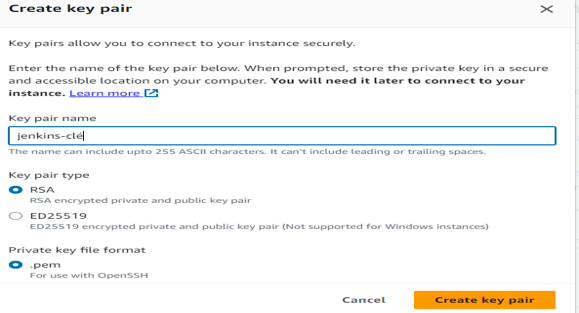 Create key pair
Key pairs allow you to connect to your instance securely.
Enter the name of the key pair below. When prompted, store the private key in a secure
and accessible location on your computer. You will need it later to connect to your
instance. Learn more
Key pair name
jenkins-clé
The name can include upto 255 ASCII characters. It can't include leading or trailing spaces.
Key pair type
RSA
RSA encrypted private and public key pair
ED25519
ED25519 encrypted private and public key pair (Not supported for Windows instances)
Private key file format
.pem
For use with OpenSSH
Cancel
Create key pair